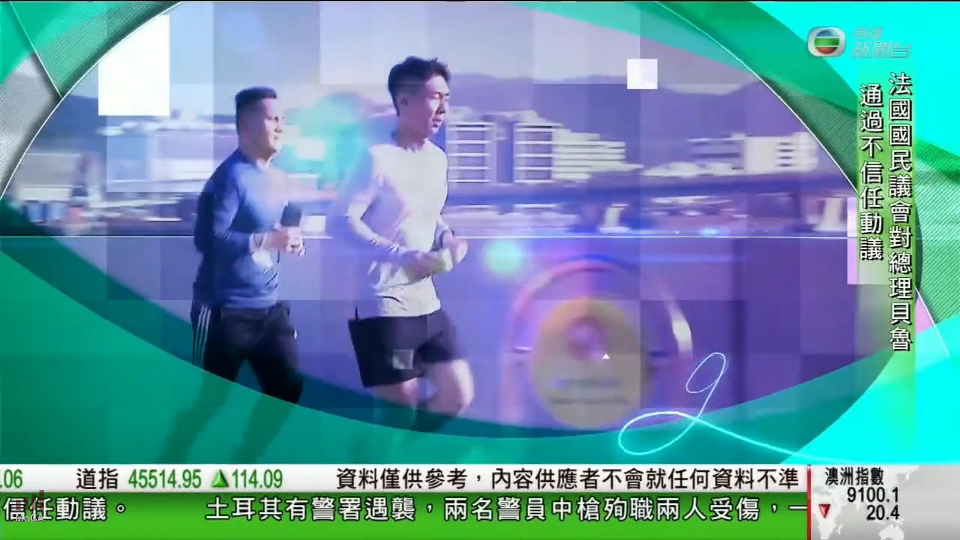 無綫
新聞台
法國國民議會對總理貝魯
通過不信任動議
.06 道指 45514.95 ▲114.09 資料僅供參考，內容供應者不會就任何資料不準
信任動議。 土耳其有警署遇襲，兩名警員中槍殉職兩人受傷，一
澳洲指數
9100.1
▼ 20.4